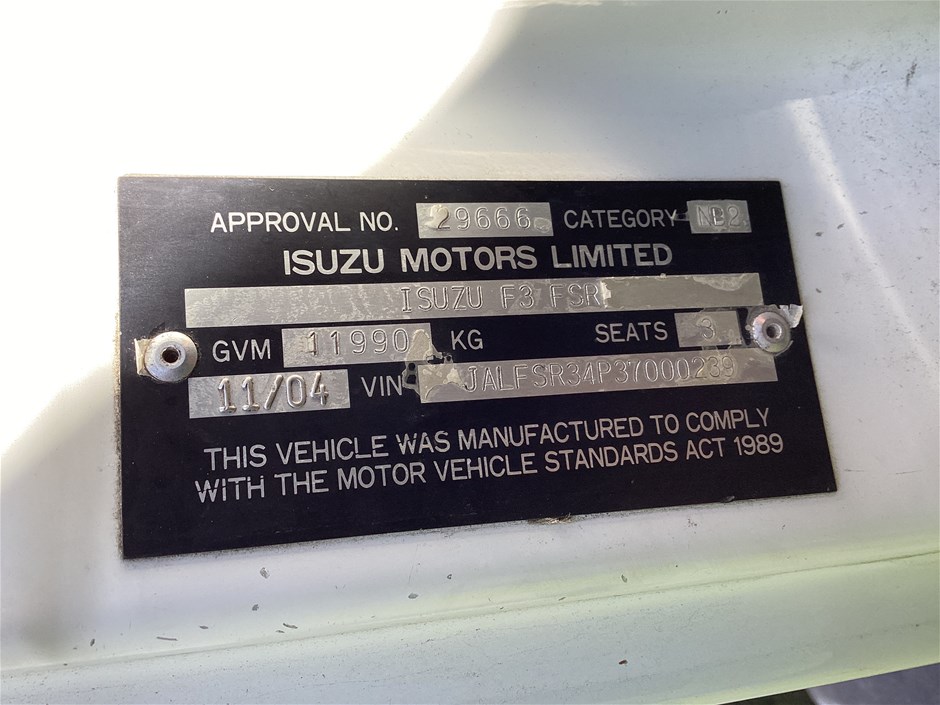 APPROVAL NO. 29666 CATEGORY NB2
ISUZU MOTORS LIMITED
ISUZU F3 FSR
GVM 11990 KG SEATS 3
11/04 VIN JALFSR34P37000239
THIS VEHICLE WAS MANUFACTURED TO COMPLY
WITH THE MOTOR VEHICLE STANDARDS ACT 1989